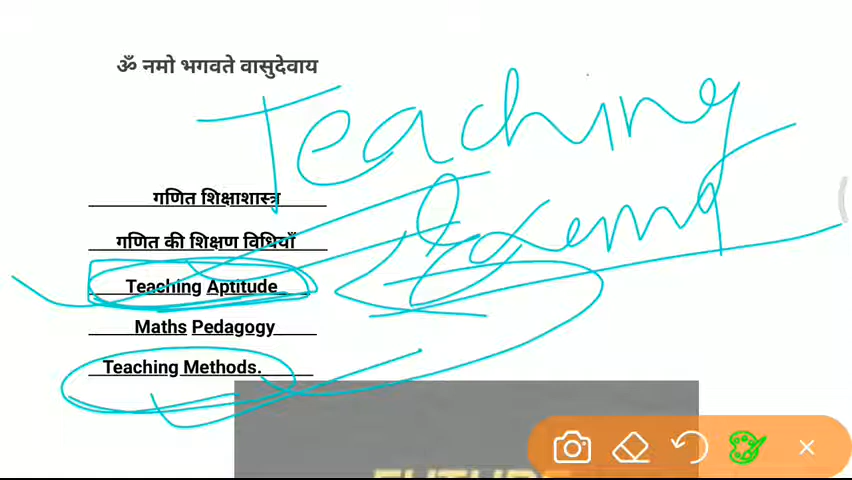 ॐ नमो भगवते वासुदेवाय
Teaching
गणित शिक्षाशास्त्र
गणित की शिक्षण विधियाँ
Teaching Aptitude
Maths Pedagogy
Teaching Methods.